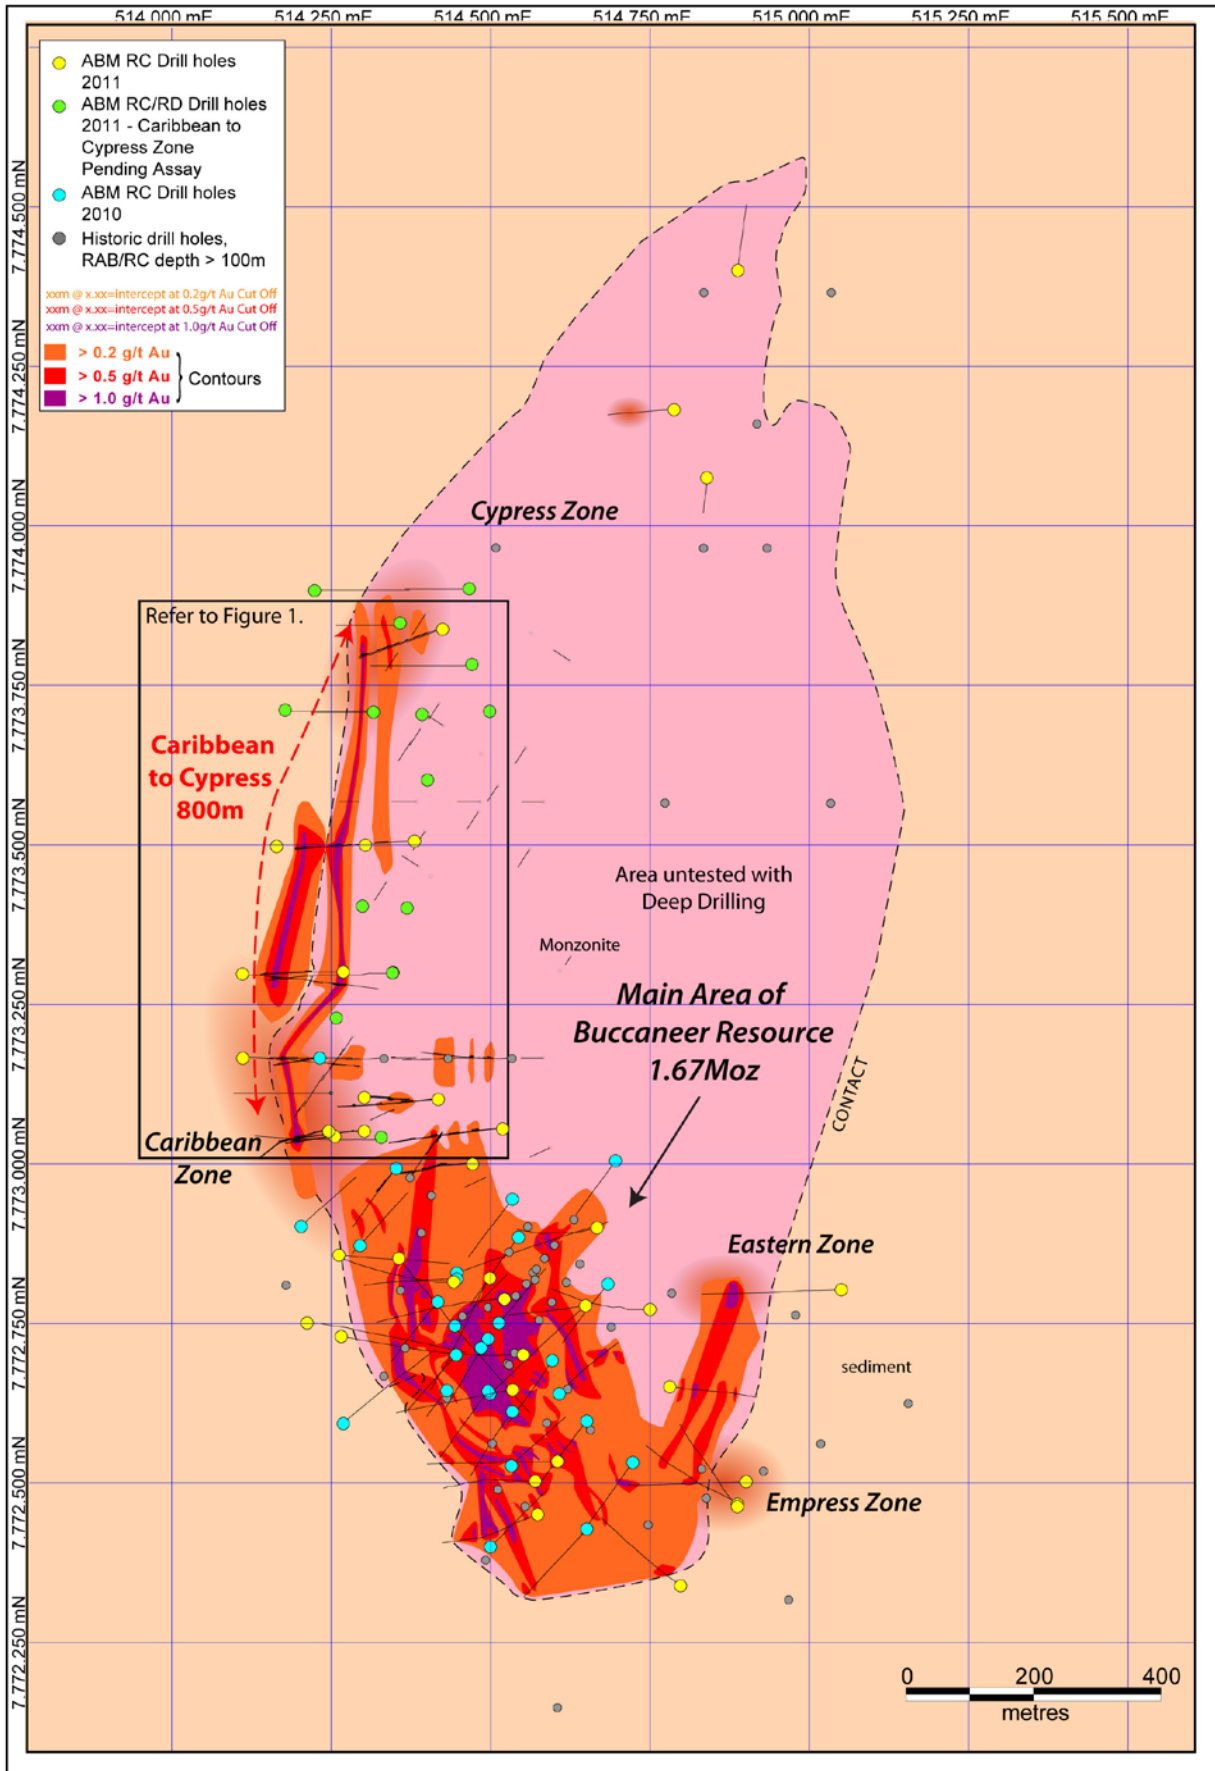 514.000 mE 514.250 mE 514.500 mE 514.750 mE 515.000 mE 515.250 mE 515.500 mE
ABM RC Drill holes
2011
ABM RC/RD Drill holes
2011 - Caribbean to
Cypress Zone
Pending Assay
ABM RC Drill holes
2010
Historic drill holes,
RAB/RC depth > 100m
xxm @ x.xx=intercept at 0.2g/t Au Cut Off
xxm @ x.xx=intercept at 0.5g/t Au Cut Off
xxm @ x.xx=intercept at 1.0g/t Au Cut Off
> 0.2 g/t Au
> 0.5 g/t Au
> 1.0 g/t Au
Contours
7.774.500 mN
7.774.250 mN
7.774.000 mN
7.773.750 mN
7.773.500 mN
7.773.250 mN
7.773.000 mN
7.772.750 mN
7.772.500 mN
7.772.250 mN
Cypress Zone
Refer to Figure 1.
Caribbean
to Cypress
800m
Area untested with
Deep Drilling
Monzonite
Main Area of
Buccaneer Resource
1.67Moz
CONTACT
Caribbean
Zone
Eastern Zone
sediment
Empress Zone
0 200 400
metres